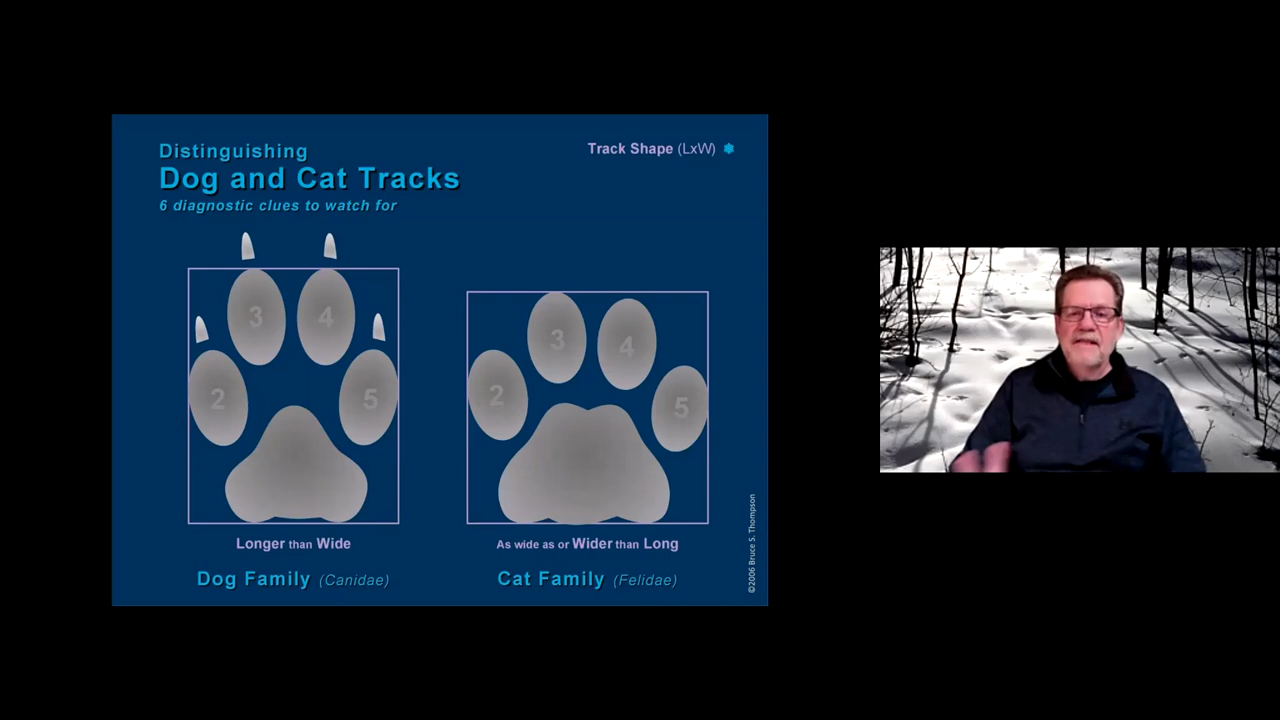 Distinguishing
Dog and Cat Tracks
6 diagnostic clues to watch for
Track Shape (LxW)
3
4
2
5
3
4
2
5
Longer than Wide
As wide as or Wider than Long
Dog Family (Canidae)
Cat Family (Felidae)
©2006 Bruce S. Thompson